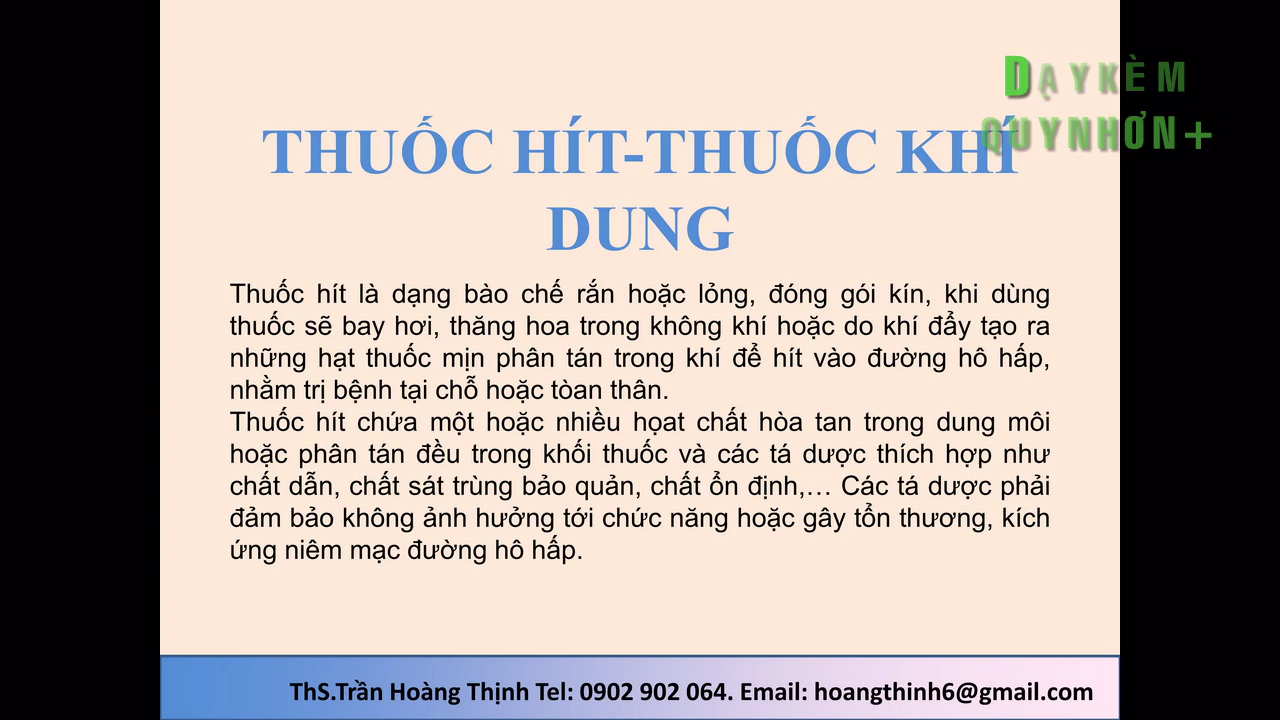 DẠYKÈM
QUYNHƠN+
THUỐC HÍT-THUỐC KHÍ
DUNG
Thuốc hít là dạng bào chế rắn hoặc lỏng, đóng gói kín, khi dùng
thuốc sẽ bay hơi, thăng hoa trong không khí hoặc do khí đẩy tạo ra
những hạt thuốc mịn phân tán trong khí để hít vào đường hô hấp,
nhằm trị bệnh tại chỗ hoặc tòan thân.
Thuốc hít chứa một hoặc nhiều họat chất hòa tan trong dung môi
hoặc phân tán đều trong khối thuốc và các tá dược thích hợp như
chất dẫn, chất sát trùng bảo quản, chất ổn định,… Các tá dược phải
đảm bảo không ảnh hưởng tới chức năng hoặc gây tổn thương, kích
ứng niêm mạc đường hô hấp.
ThS.Trần Hoàng Thịnh Tel: 0902 902 064. Email: hoangthinh6@gmail.com